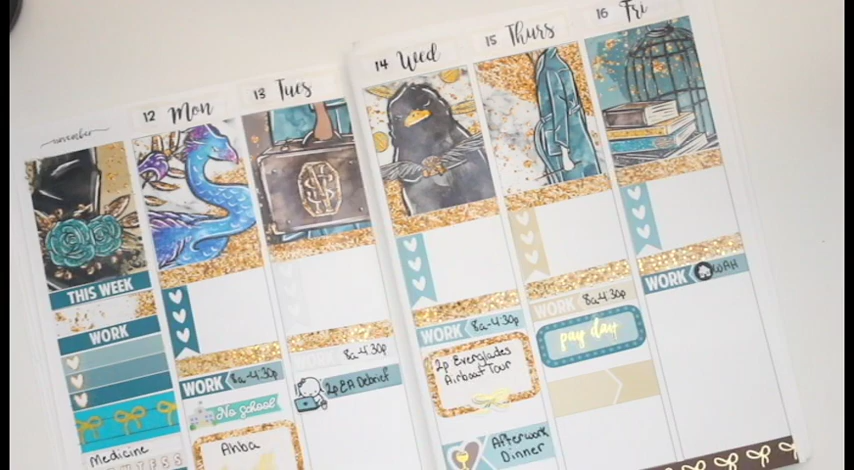 november
12 Mon
13 Tues
14 Wed
15 Thurs
16 Fri
THIS WEEK
WORK
Medicine
WORK 8a-4:30p
No school
Ahba
8a-4:30p
2p EA Debrief
WORK 8a-4:30p
2p Everglades
Airboat Tour
Afterwork
Dinner
WORK 8a-4:30p
pay day
WORK WAH